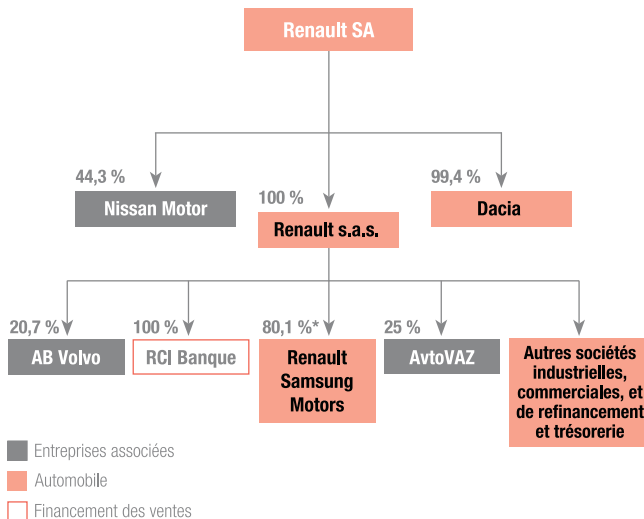 Renault SA
44,3 %
Nissan Motor
100 %
Renault s.a.s.
99,4 %
Dacia
20,7 %
AB Volvo
100 %
RCI Banque
80,1 %*
Renault
Samsung
Motors
25 %
AvtoVAZ
Autres sociétés
industrielles,
commerciales, et
de refinancement
et trésorerie
Entreprises associées
Automobile
Financement des ventes